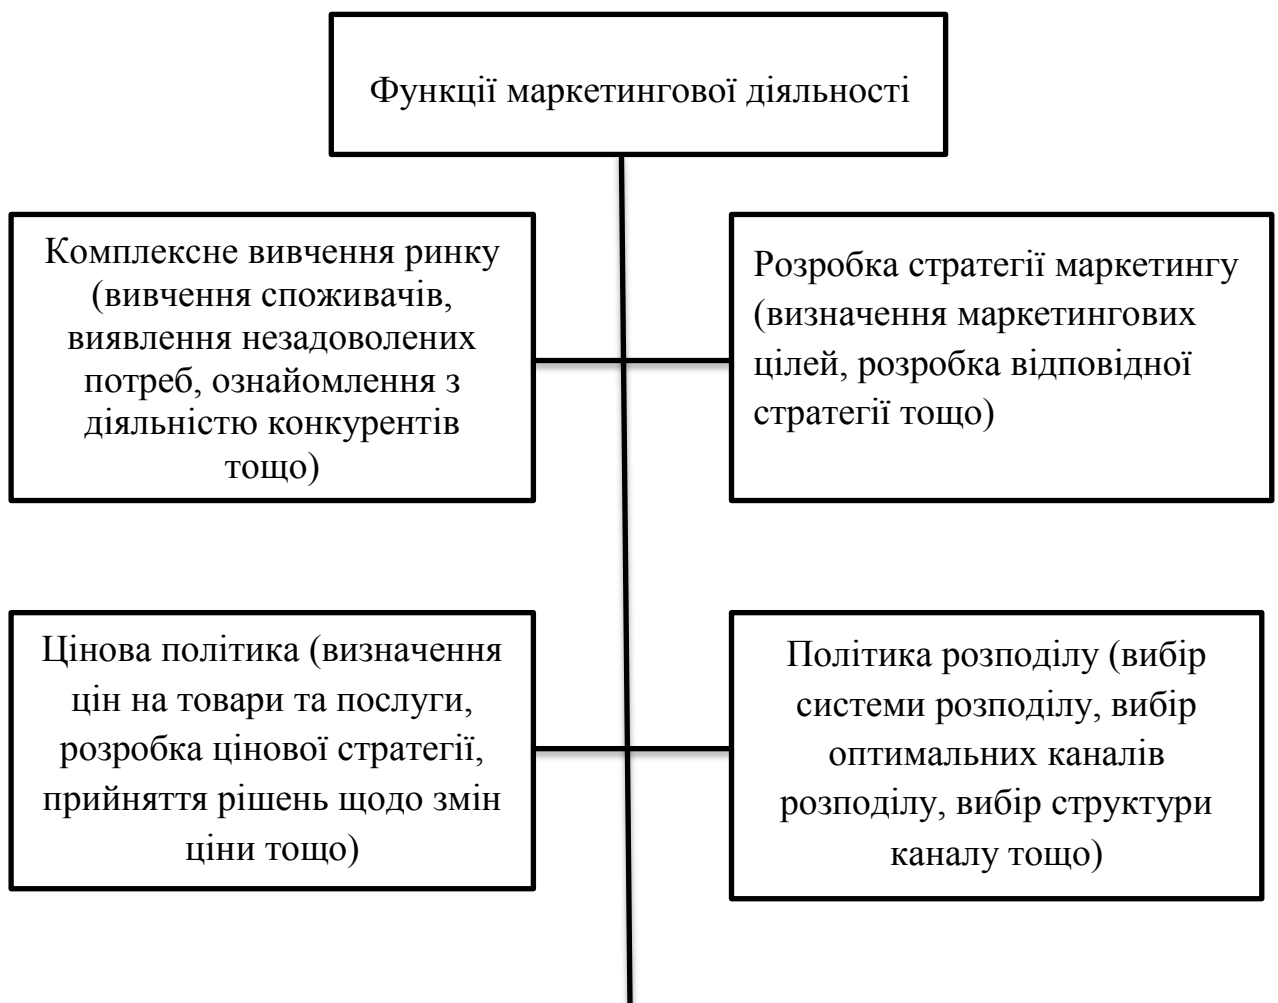 Функції маркетингової діяльності
Комплексне вивчення ринку
(вивчення споживачів,
виявлення незадоволених
потреб, ознайомлення з
діяльністю конкурентів
тощо)
Розробка стратегії маркетингу
(визначення маркетингових
цілей, розробка відповідної
стратегії тощо)
Цінова політика (визначення
цін на товари та послуги,
розробка цінової стратегії,
прийняття рішень щодо змін
ціни тощо)
Політика розподілу (вибір
системи розподілу, вибір
оптимальних каналів
розподілу, вибір структури
каналу тощо)